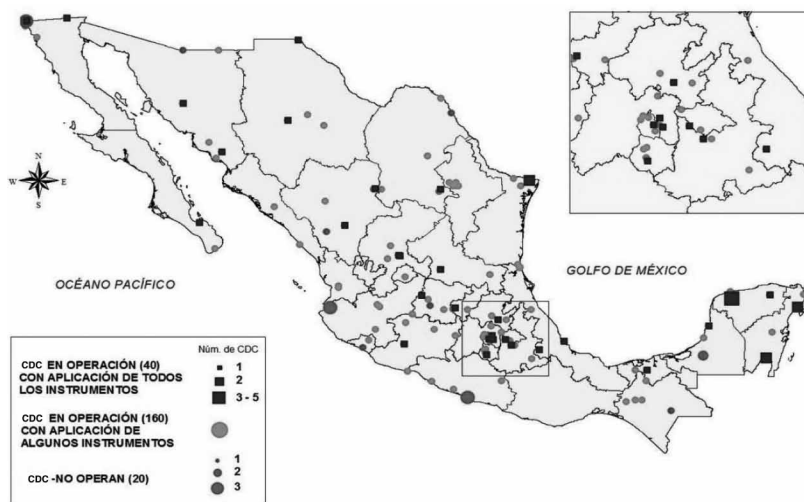 N
W E
S
OCÉANO PACÍFICO
GOLFO DE MÉXICO
Núm. de CDC
CDC EN OPERACIÓN (40)
CON APLICACIÓN DE TODOS
LOS INSTRUMENTOS
1
2
3 - 5
CDC EN OPERACIÓN (160)
CON APLICACIÓN DE
ALGUNOS INSTRUMENTOS
CDC -NO OPERAN (20)
1
2
3